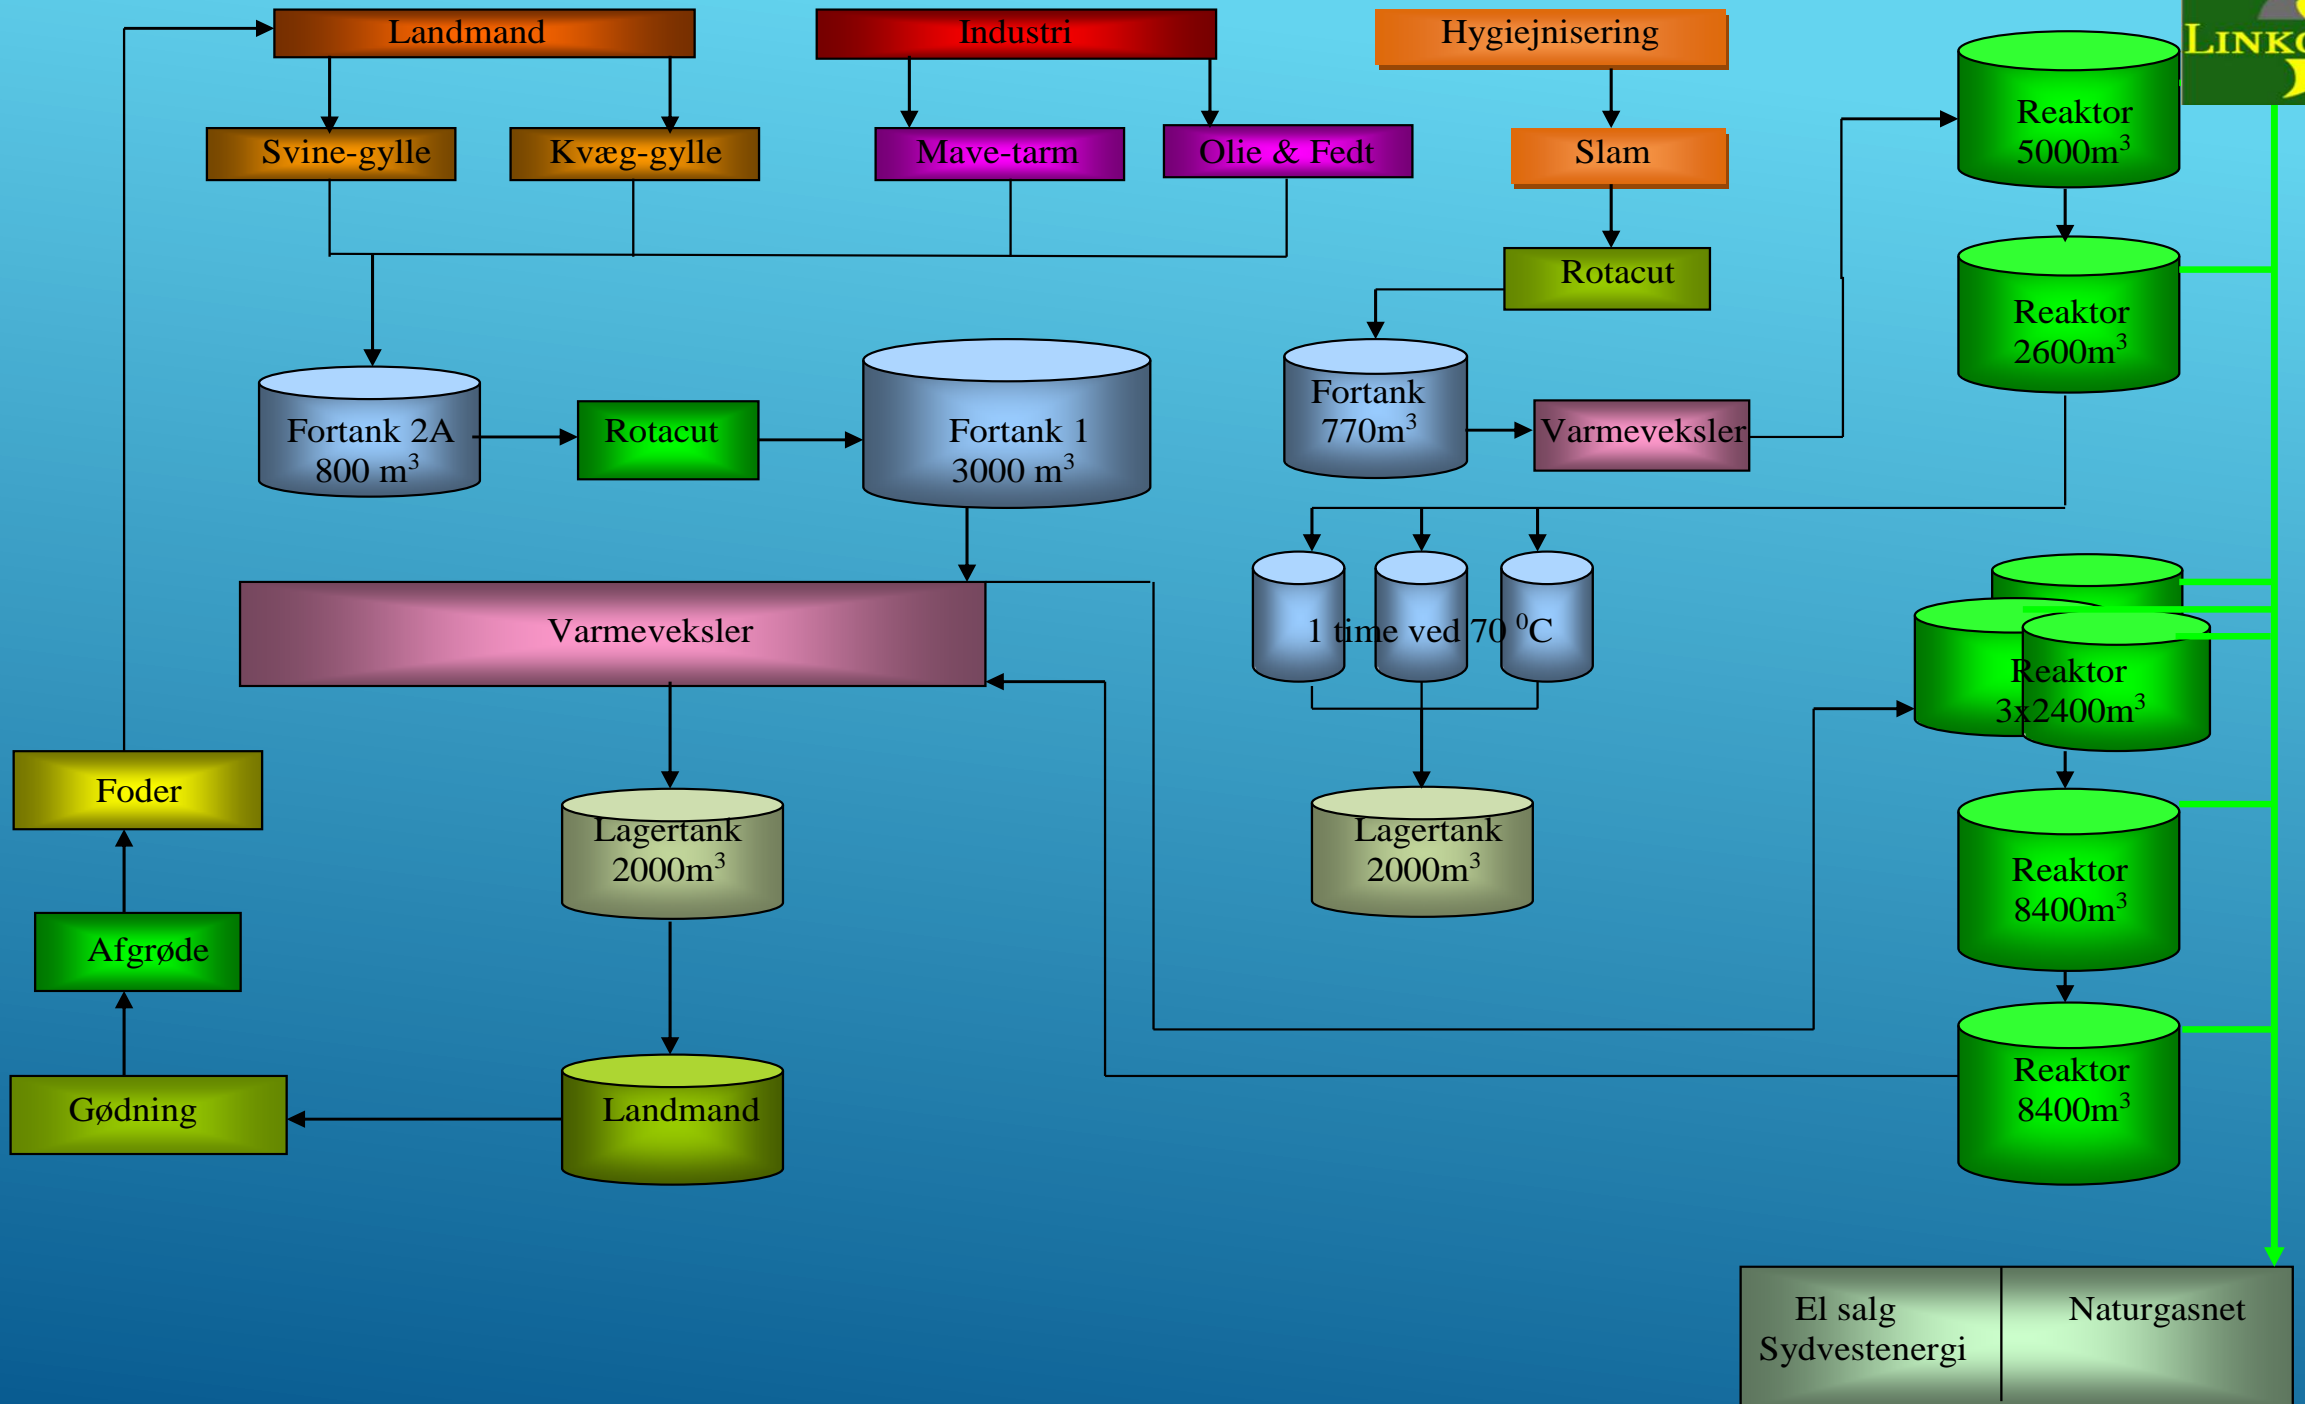 Landmand
Industri
Hygiejnisering
Svine-gylle
Kvæg-gylle
Mave-tarm
Olie & Fedt
Slam
Rotacut
Reaktor
5000m³
Reaktor
2600m³
Fortank 2A
800 m³
Rotacut
Fortank 1
3000 m³
Fortank
770m³
Varmeveksler
Varmeveksler
1 time ved 70 ⁰C
Reaktor
3x2400m³
Foder
Lagertank
2000m³
Lagertank
2000m³
Reaktor
8400m³
Afgrøde
Gødning
Landmand
Reaktor
8400m³
El salg
Sydvestenergi
Naturgasnet